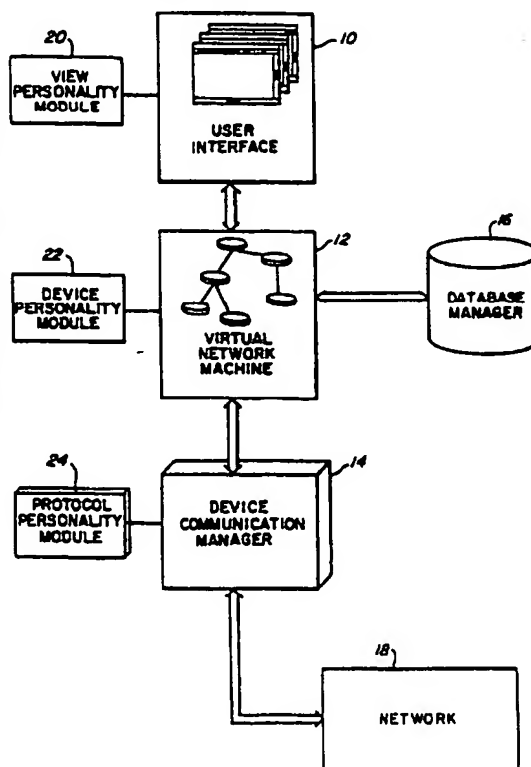 20
VIEW
PERSONALITY
MODULE
10
USER
INTERFACE
22
DEVICE
PERSONALITY
MODULE
12
VIRTUAL
NETWORK
MACHINE
16
DATABASE
MANAGER
24
PROTOCOL
PERSONALITY
MODULE
14
DEVICE
COMMUNICATION
MANAGER
18
NETWORK